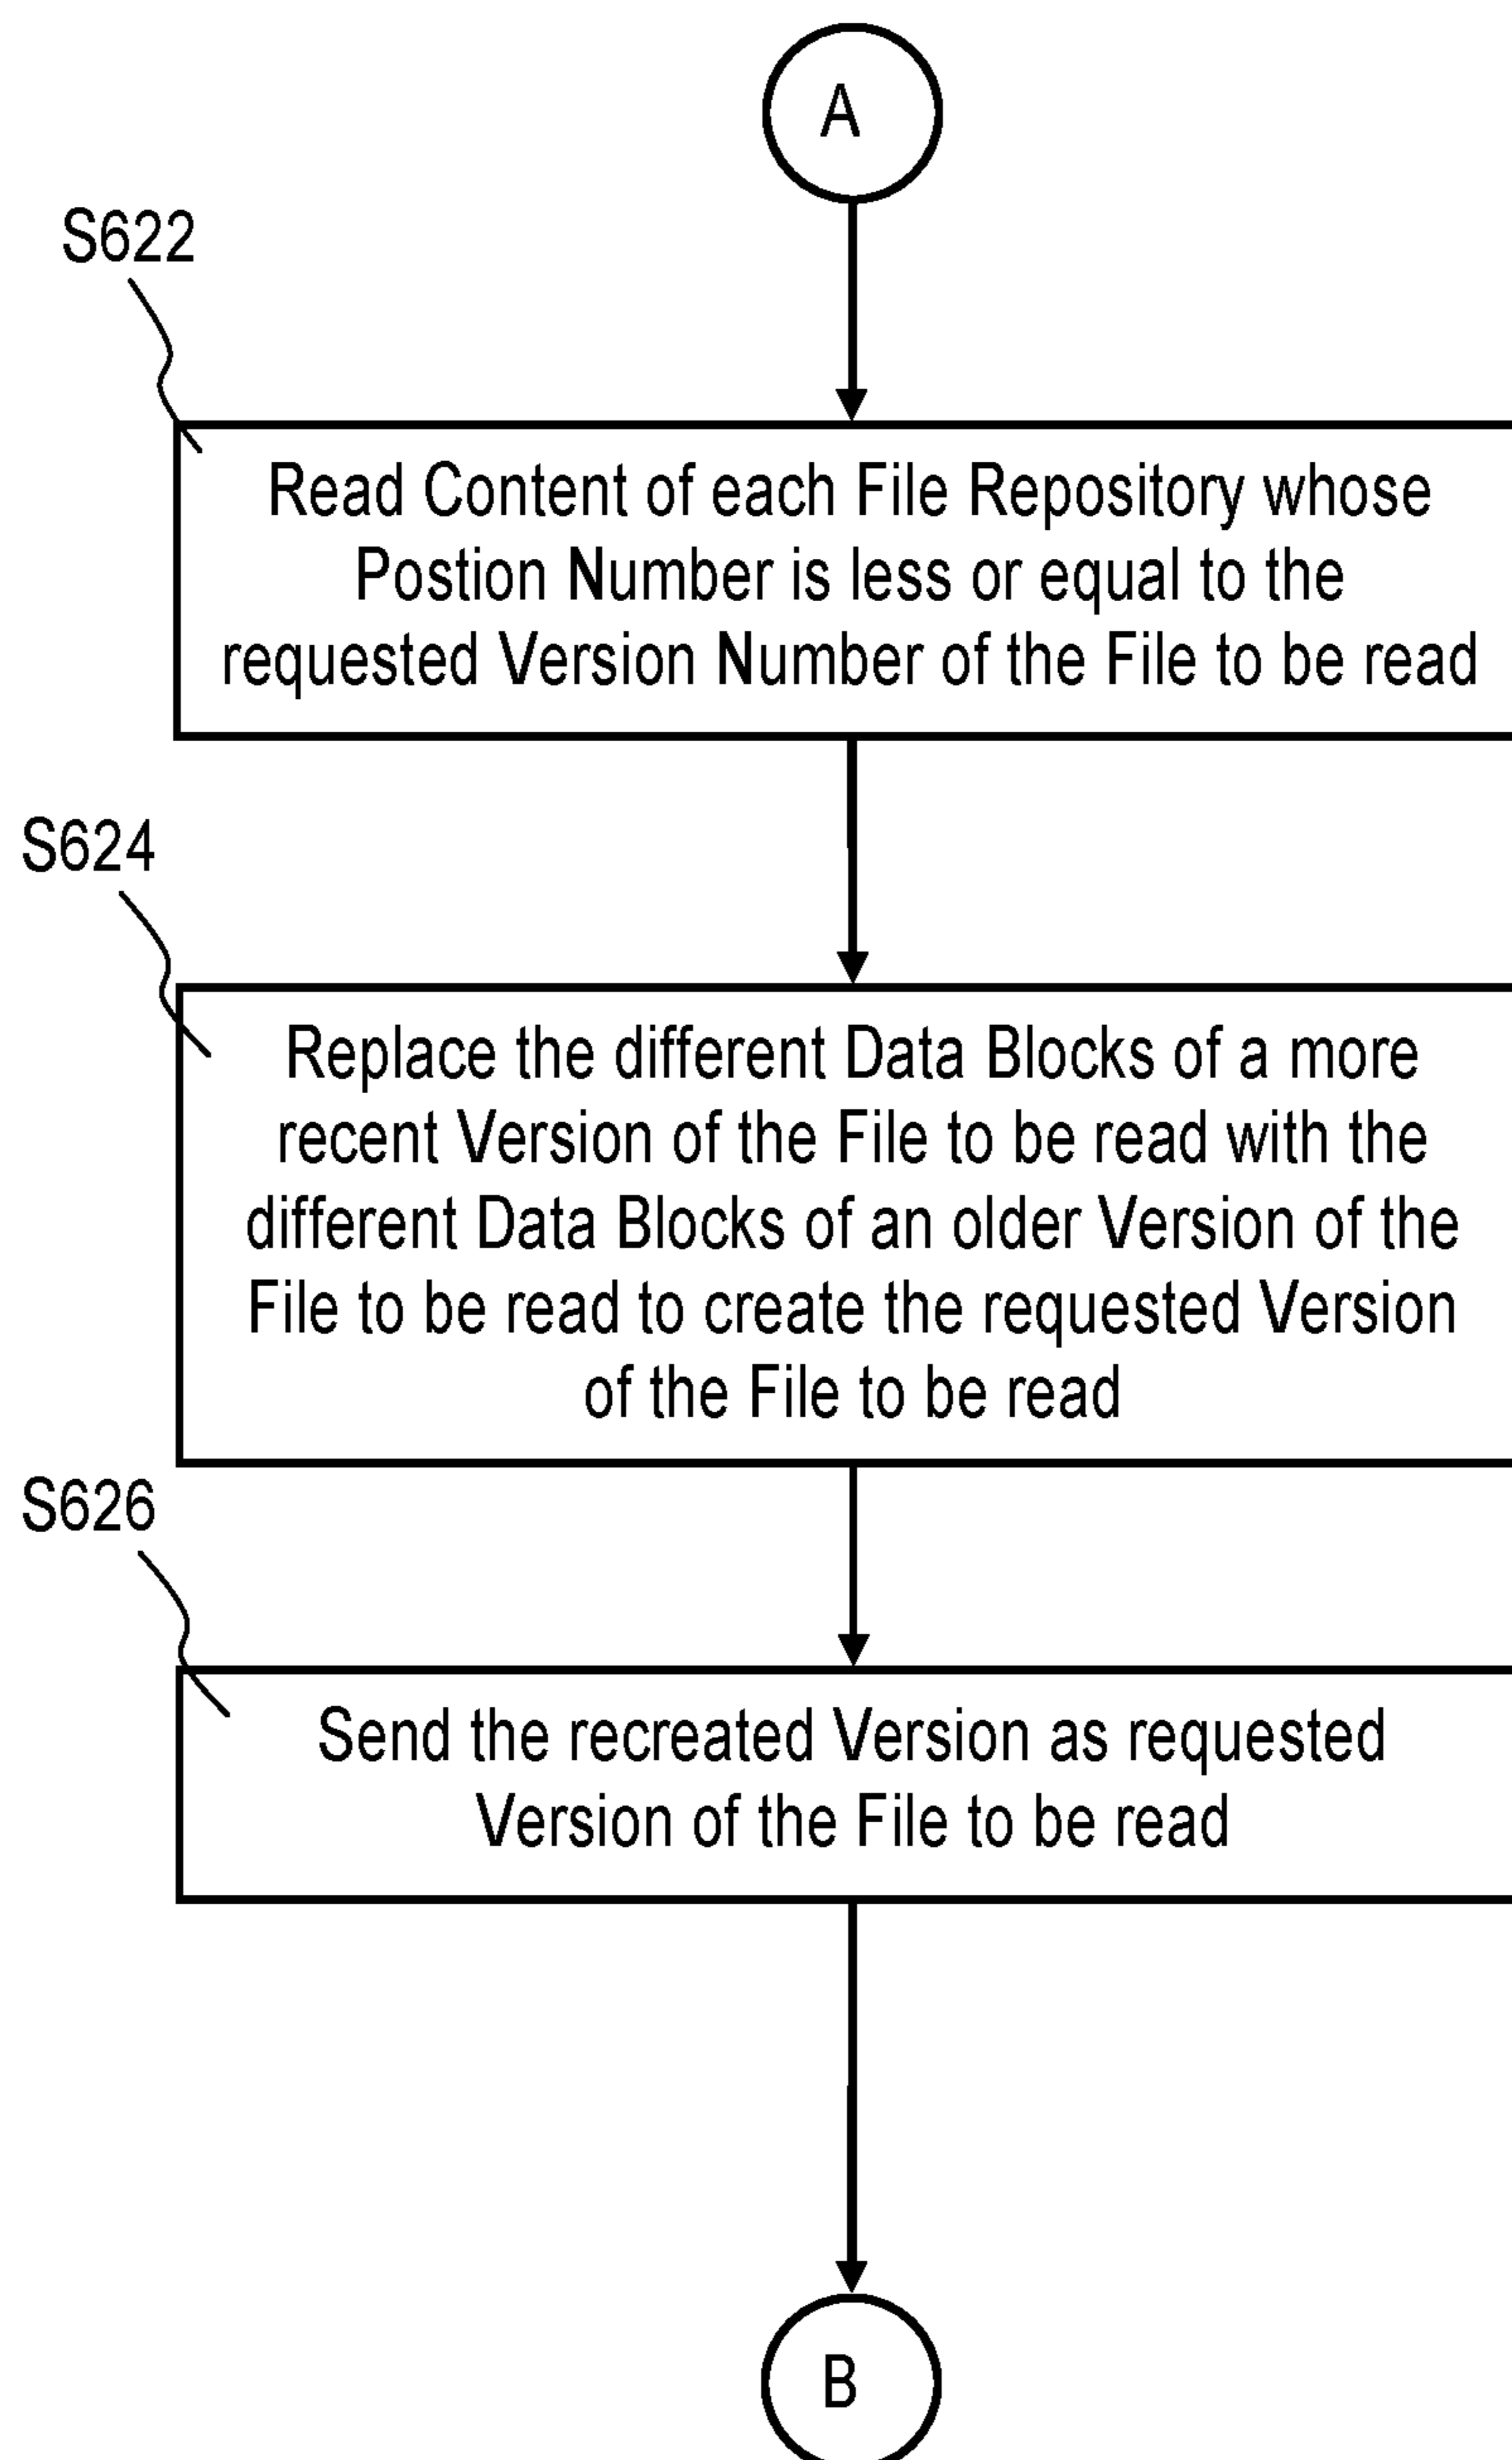 A
S622
Read Content of each File Repository whose
Postion Number is less or equal to the
requested Version Number of the File to be read
S624
Replace the different Data Blocks of a more
recent Version of the File to be read with the
different Data Blocks of an older Version of the
File to be read to create the requested Version
of the File to be read
S626
Send the recreated Version as requested
Version of the File to be read
B